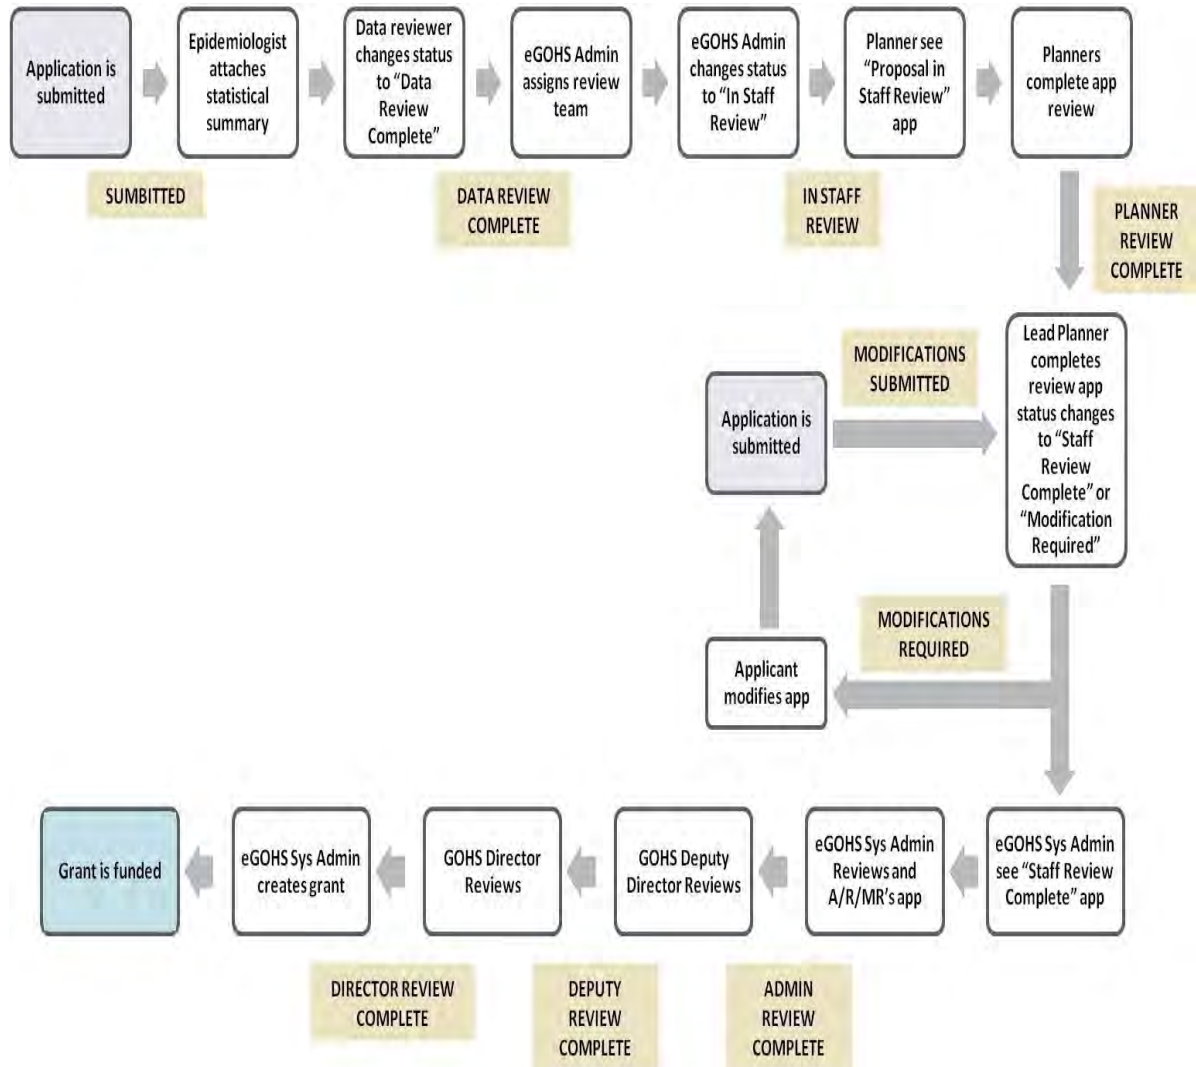 Application is
submitted
Epidemiologist
attaches
statistical
summary
Data reviewer
changes status
to “Data
Review
Complete”
eGOHS Admin
assigns review
team
eGOHS Admin
changes status
to “In Staff
Review”
Planner see
“Proposal in
Staff Review”
app
Planners
complete app
review
SUMBITTED
DATA REVIEW
COMPLETE
IN STAFF
REVIEW
PLANNER
REVIEW
COMPLETE
Lead Planner
completes
review app
status changes
to “Staff
Review
Complete” or
“Modification
Required”
MODIFICATIONS
SUBMITTED
Application is
submitted
MODIFICATIONS
REQUIRED
Applicant
modifies app
Grant is funded
eGOHS Sys Admin
creates grant
GOHS Director
Reviews
GOHS Deputy
Director Reviews
eGOHS Sys Admin
Reviews and
A/R/MR’s app
eGOHS Sys Admin
see “Staff Review
Complete” app
DIRECTOR REVIEW
COMPLETE
DEPUTY
REVIEW
COMPLETE
ADMIN
REVIEW
COMPLETE